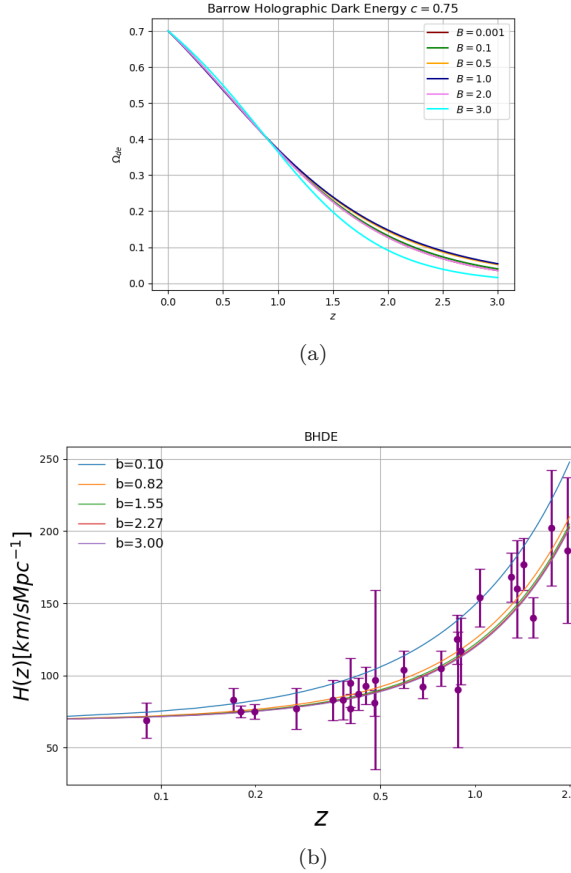 Barrow Holographic Dark Energy c = 0.75
B = 0.001
B = 0.1
B = 0.5
B = 1.0
B = 2.0
B = 3.0
0.7
0.6
0.5
0.4
0.3
0.2
0.1
0.0
Ω_de
0.0 0.5 1.0 1.5 2.0 2.5 3.0
z
(a)
BHDE
b=0.10
b=0.82
b=1.55
b=2.27
b=3.00
250
200
150
100
50
H(z)[km/sMpc⁻¹]
0.1 0.2 0.5 1.0 2.0
z
(b)